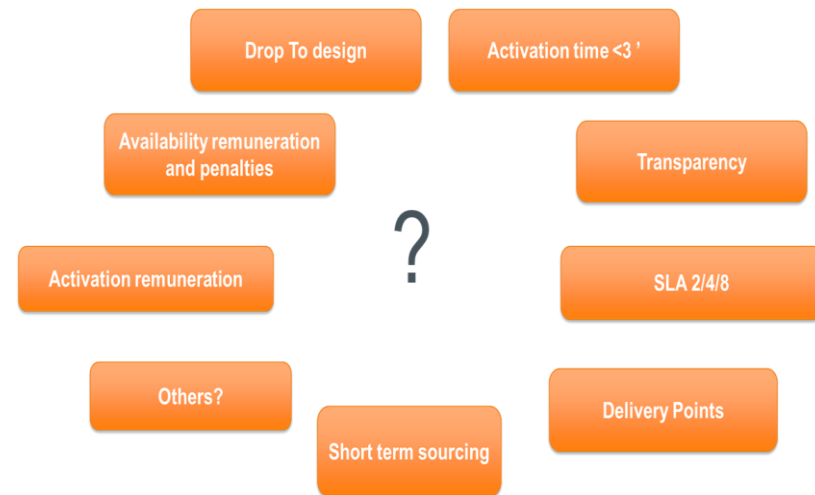 Drop To design
Activation time <3 ’
Availability remuneration
and penalties
Transparency
?
Activation remuneration
SLA 2/4/8
Others?
Delivery Points
Short term sourcing